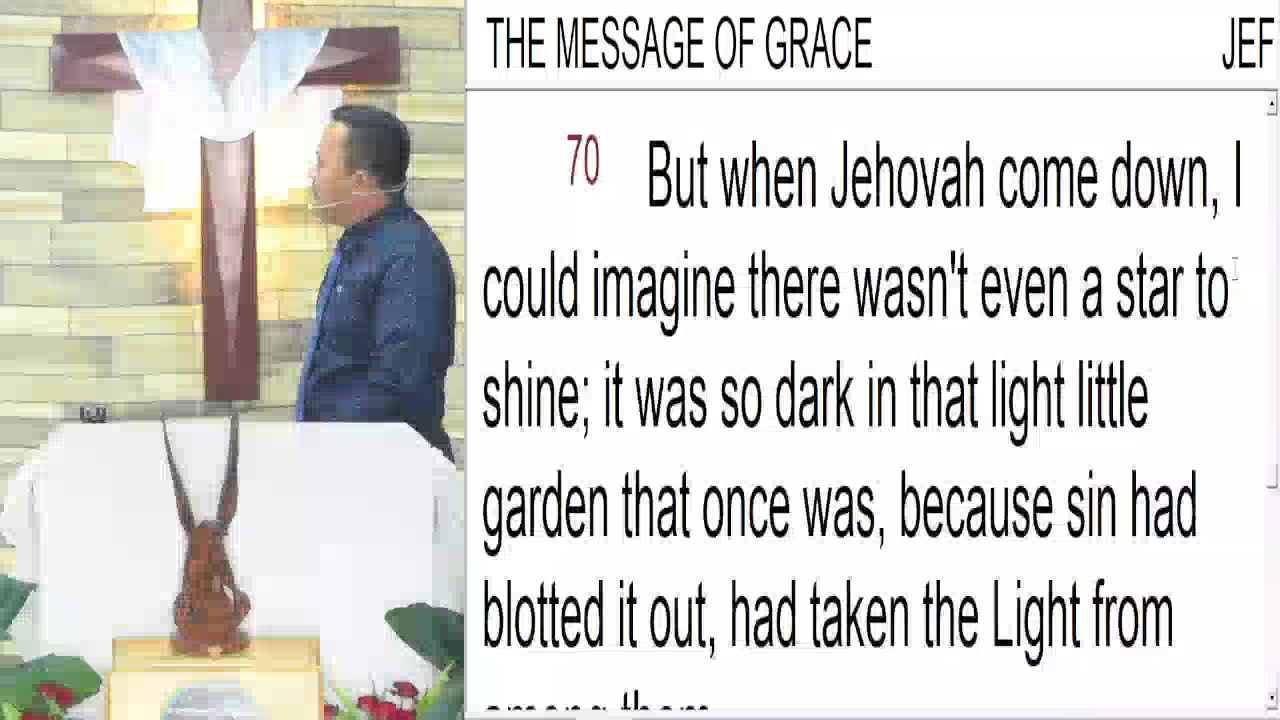 THE MESSAGE OF GRACE JEF
70 But when Jehovah come down, I
could imagine there wasn't even a star to
shine; it was so dark in that light little
garden that once was, because sin had
blotted it out, had taken the Light from
among them